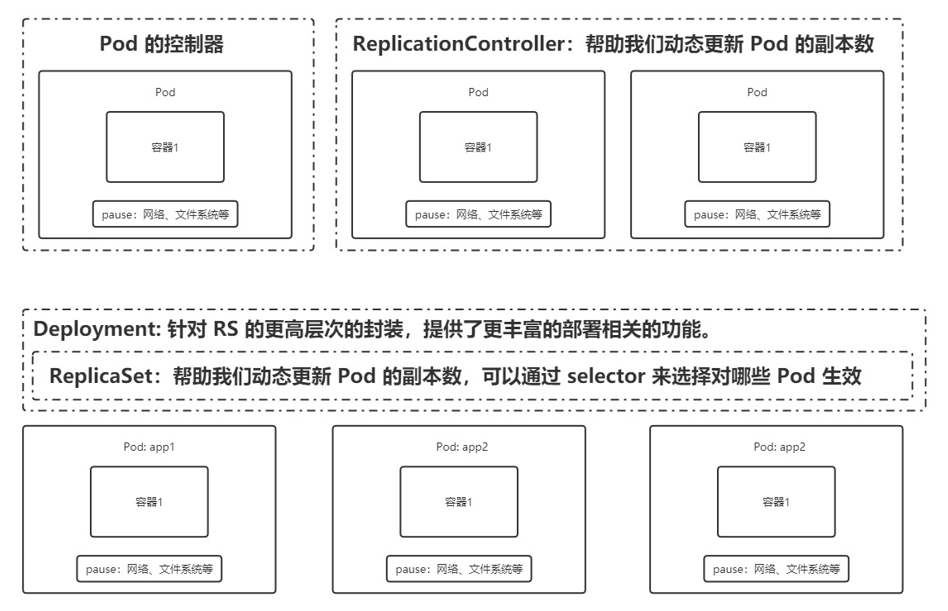 Pod 的控制器
Pod
容器1
pause：网络、文件系统等
ReplicationController：帮助我们动态更新 Pod 的副本数
Pod
容器1
pause：网络、文件系统等
Pod
容器1
pause：网络、文件系统等
Deployment: 针对 RS 的更高层次的封装，提供了更丰富的部署相关的功能。
ReplicaSet：帮助我们动态更新 Pod 的副本数，可以通过 selector 来选择对哪些 Pod 生效
Pod: app1
容器1
pause：网络、文件系统等
Pod: app2
容器1
pause：网络、文件系统等
Pod: app2
容器1
pause：网络、文件系统等